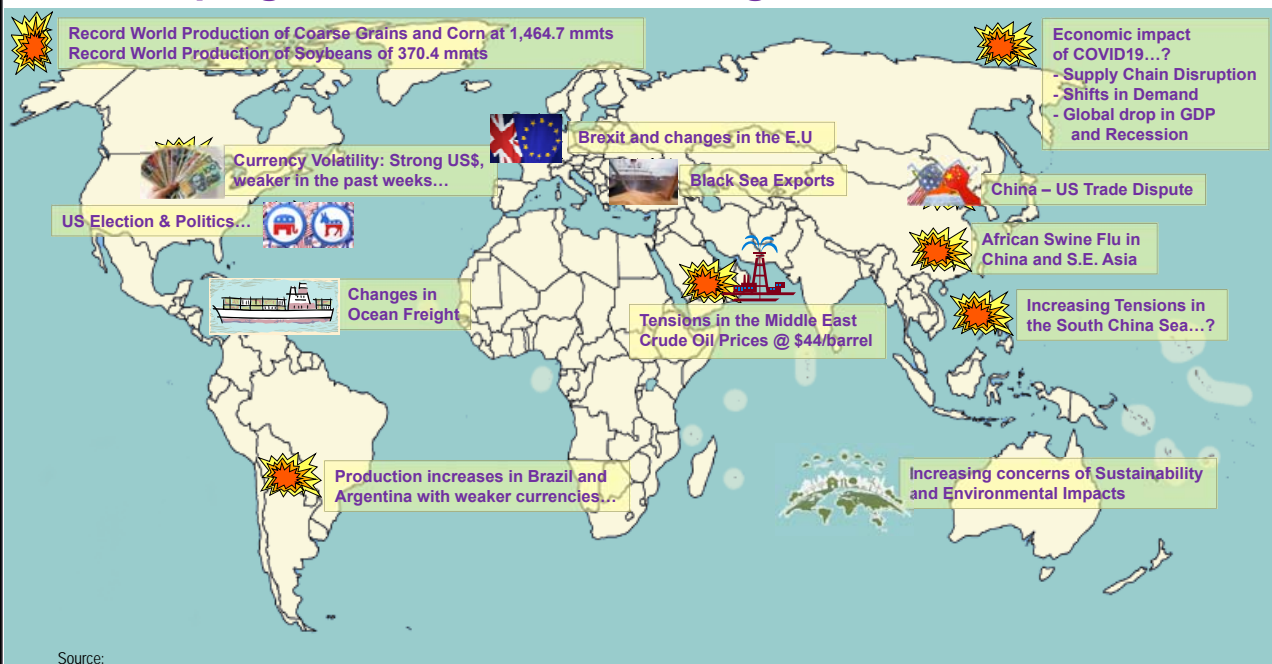 Record World Production of Coarse Grains and Corn at 1,464.7 mmts
Record World Production of Soybeans of 370.4 mmts
Economic impact
of COVID19…?
- Supply Chain Disruption
- Shifts in Demand
- Global drop in GDP
and Recession
Brexit and changes in the E.U
Currency Volatility: Strong US$,
weaker in the past weeks…
Black Sea Exports
China – US Trade Dispute
US Election & Politics…
African Swine Flu in
China and S.E. Asia
Changes in
Ocean Freight
Increasing Tensions in
the South China Sea…?
Tensions in the Middle East
Crude Oil Prices @ $44/barrel
Production increases in Brazil and
Argentina with weaker currencies…
Increasing concerns of Sustainability
and Environmental Impacts
Source: